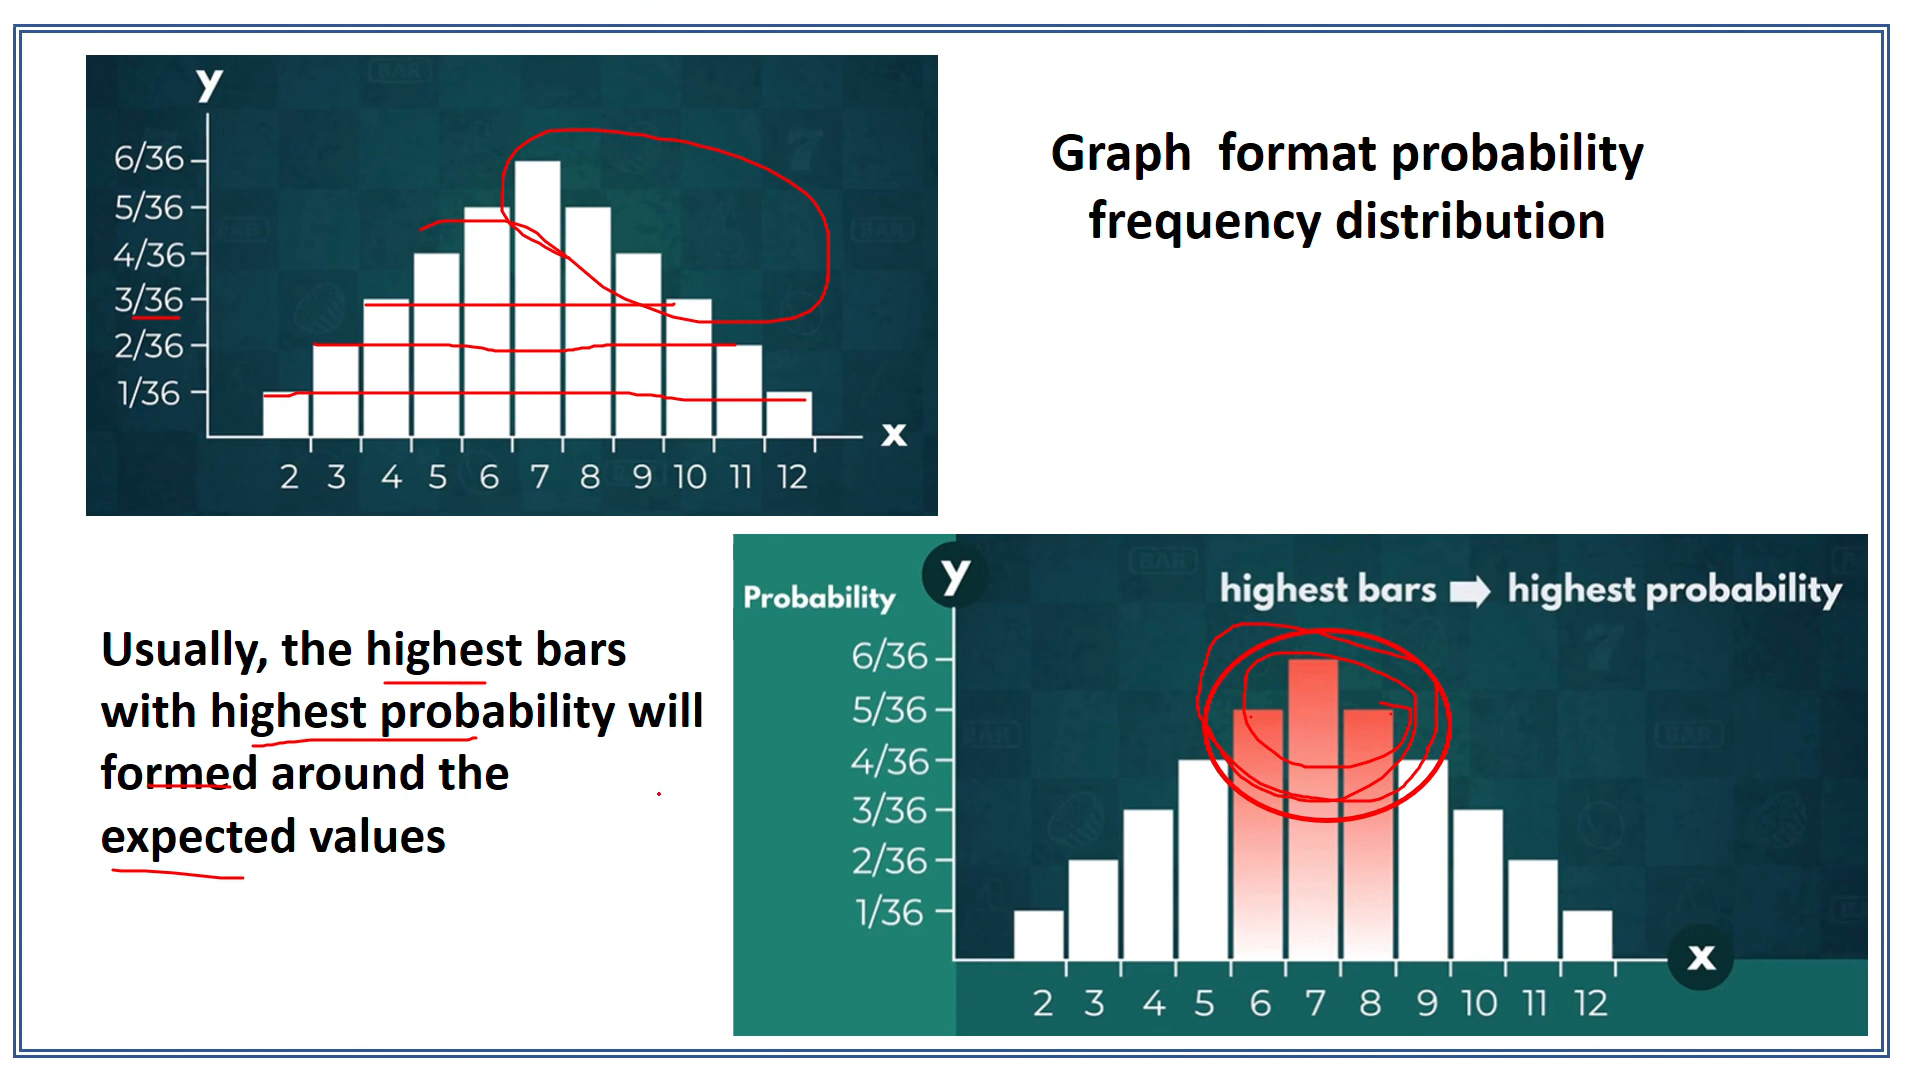 y
6/36
5/36
4/36
3/36
2/36
1/36
x
2 3 4 5 6 7 8 9 10 11 12
Graph format probability
frequency distribution
Usually, the highest bars
with highest probability will
formed around the
expected values
Probability
y
highest bars ➡ highest probability
6/36
5/36
4/36
3/36
2/36
1/36
x
2 3 4 5 6 7 8 9 10 11 12